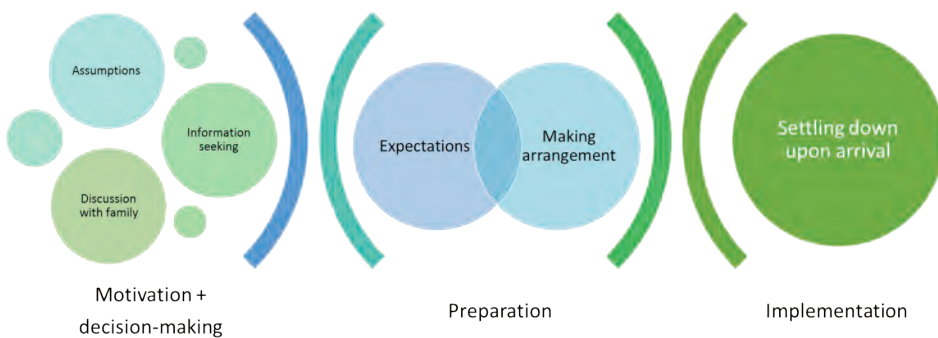 Assumptions
Information
seeking
Discussion
with family
Motivation +
decision-making
Expectations
Making
arrangement
Preparation
Settling down
upon arrival
Implementation